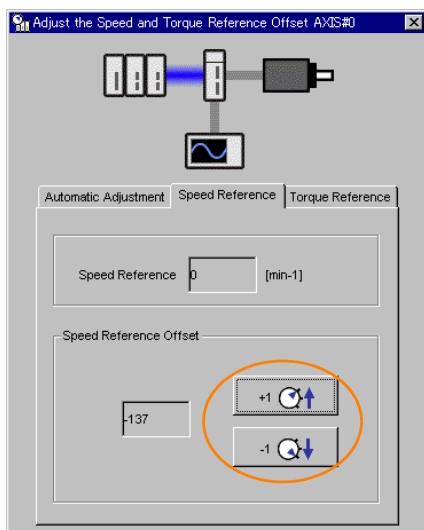 Adjust the Speed and Torque Reference Offset AXIS#0
Automatic Adjustment Speed Reference Torque Reference
Speed Reference 0 [min-1]
Speed Reference Offset
+1
-137
-1